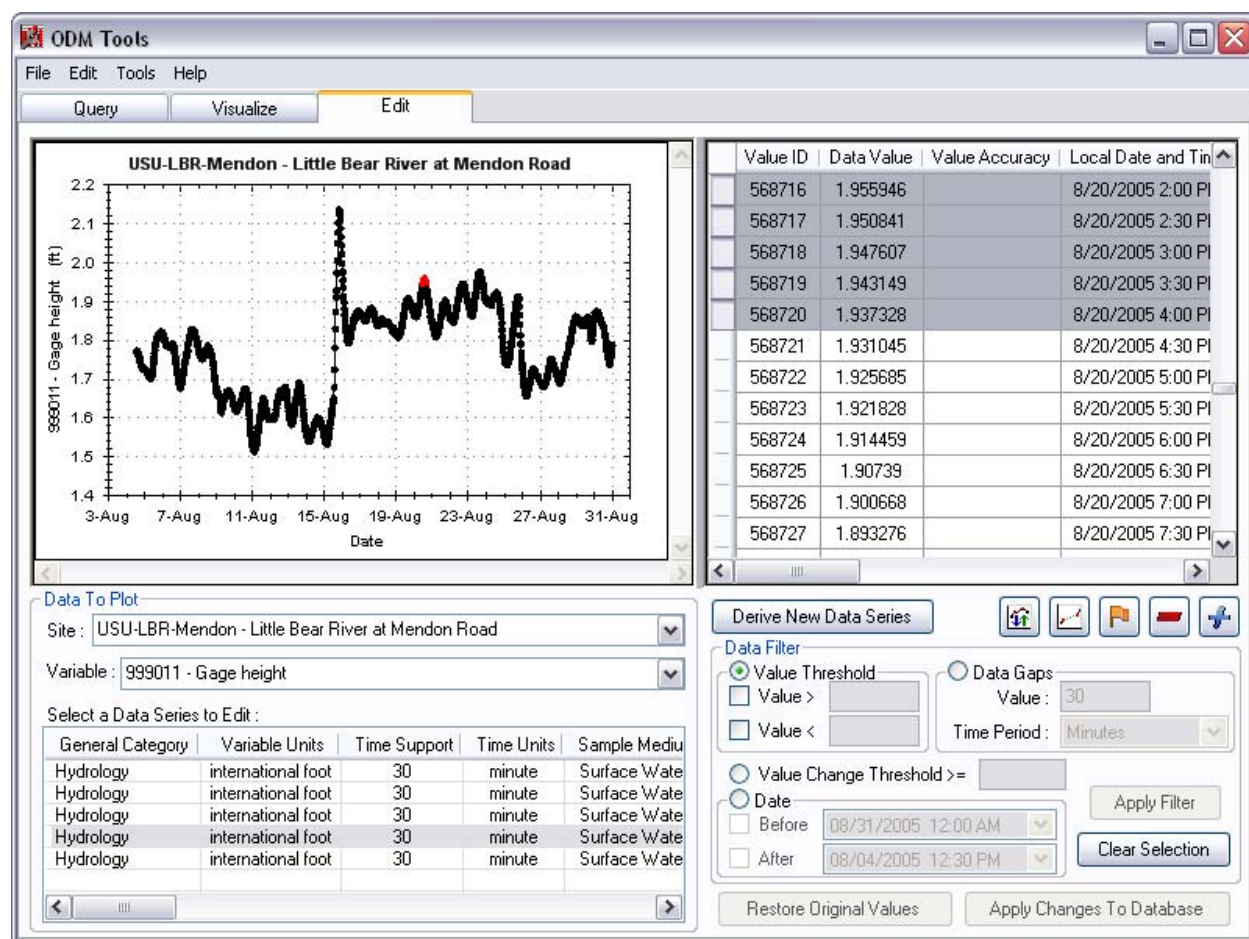 ODM Tools
File Edit Tools Help
Query Visualize Edit
USU-LBR-Mendon - Little Bear River at Mendon Road
999011 - Gage height (ft)
2.2
2.1
2.0
1.9
1.8
1.7
1.6
1.5
1.4
3-Aug 7-Aug 11-Aug 15-Aug 19-Aug 23-Aug 27-Aug 31-Aug
Date
Value ID Data Value Value Accuracy Local Date and Tin
568716 1.955946 8/20/2005 2:00 Pl
568717 1.950841 8/20/2005 2:30 Pl
568718 1.947607 8/20/2005 3:00 Pl
568719 1.943149 8/20/2005 3:30 Pl
568720 1.937328 8/20/2005 4:00 Pl
568721 1.931045 8/20/2005 4:30 Pl
568722 1.925685 8/20/2005 5:00 Pl
568723 1.921828 8/20/2005 5:30 Pl
568724 1.914459 8/20/2005 6:00 Pl
568725 1.90739 8/20/2005 6:30 Pl
568726 1.900668 8/20/2005 7:00 Pl
568727 1.893276 8/20/2005 7:30 Pl
Data To Plot
Site : USU-LBR-Mendon - Little Bear River at Mendon Road
Variable : 999011 - Gage height
Select a Data Series to Edit :
General Category Variable Units Time Support Time Units Sample Mediu
Hydrology international foot 30 minute Surface Wate
Hydrology international foot 30 minute Surface Wate
Hydrology international foot 30 minute Surface Wate
Hydrology international foot 30 minute Surface Wate
Hydrology international foot 30 minute Surface Wate
Derive New Data Series
Data Filter
Value Threshold
Value >
Value <
Data Gaps
Value : 30
Time Period : Minutes
Value Change Threshold >=
Date
Before 08/31/2005 12:00 AM
After 08/04/2005 12:30 PM
Apply Filter
Clear Selection
Restore Original Values Apply Changes To Database